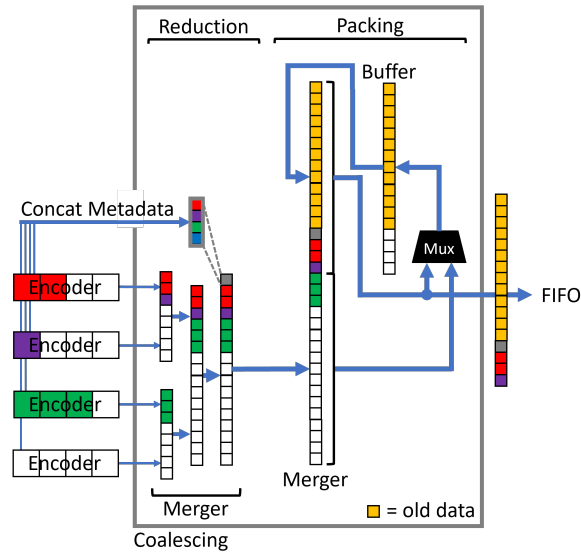 Reduction
Packing
Buffer
Concat Metadata
Mux
Encoder
FIFO
Encoder
Encoder
Encoder
Merger
Merger
= old data
Coalescing